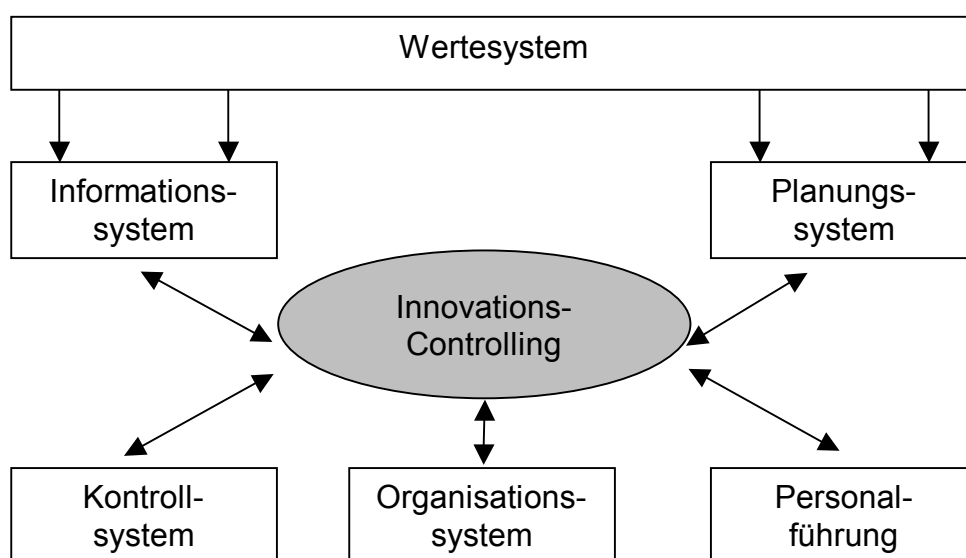 Wertesystem
Informations-
system
Planungs-
system
Innovations-
Controlling
Kontroll-
system
Organisations-
system
Personal-
führung